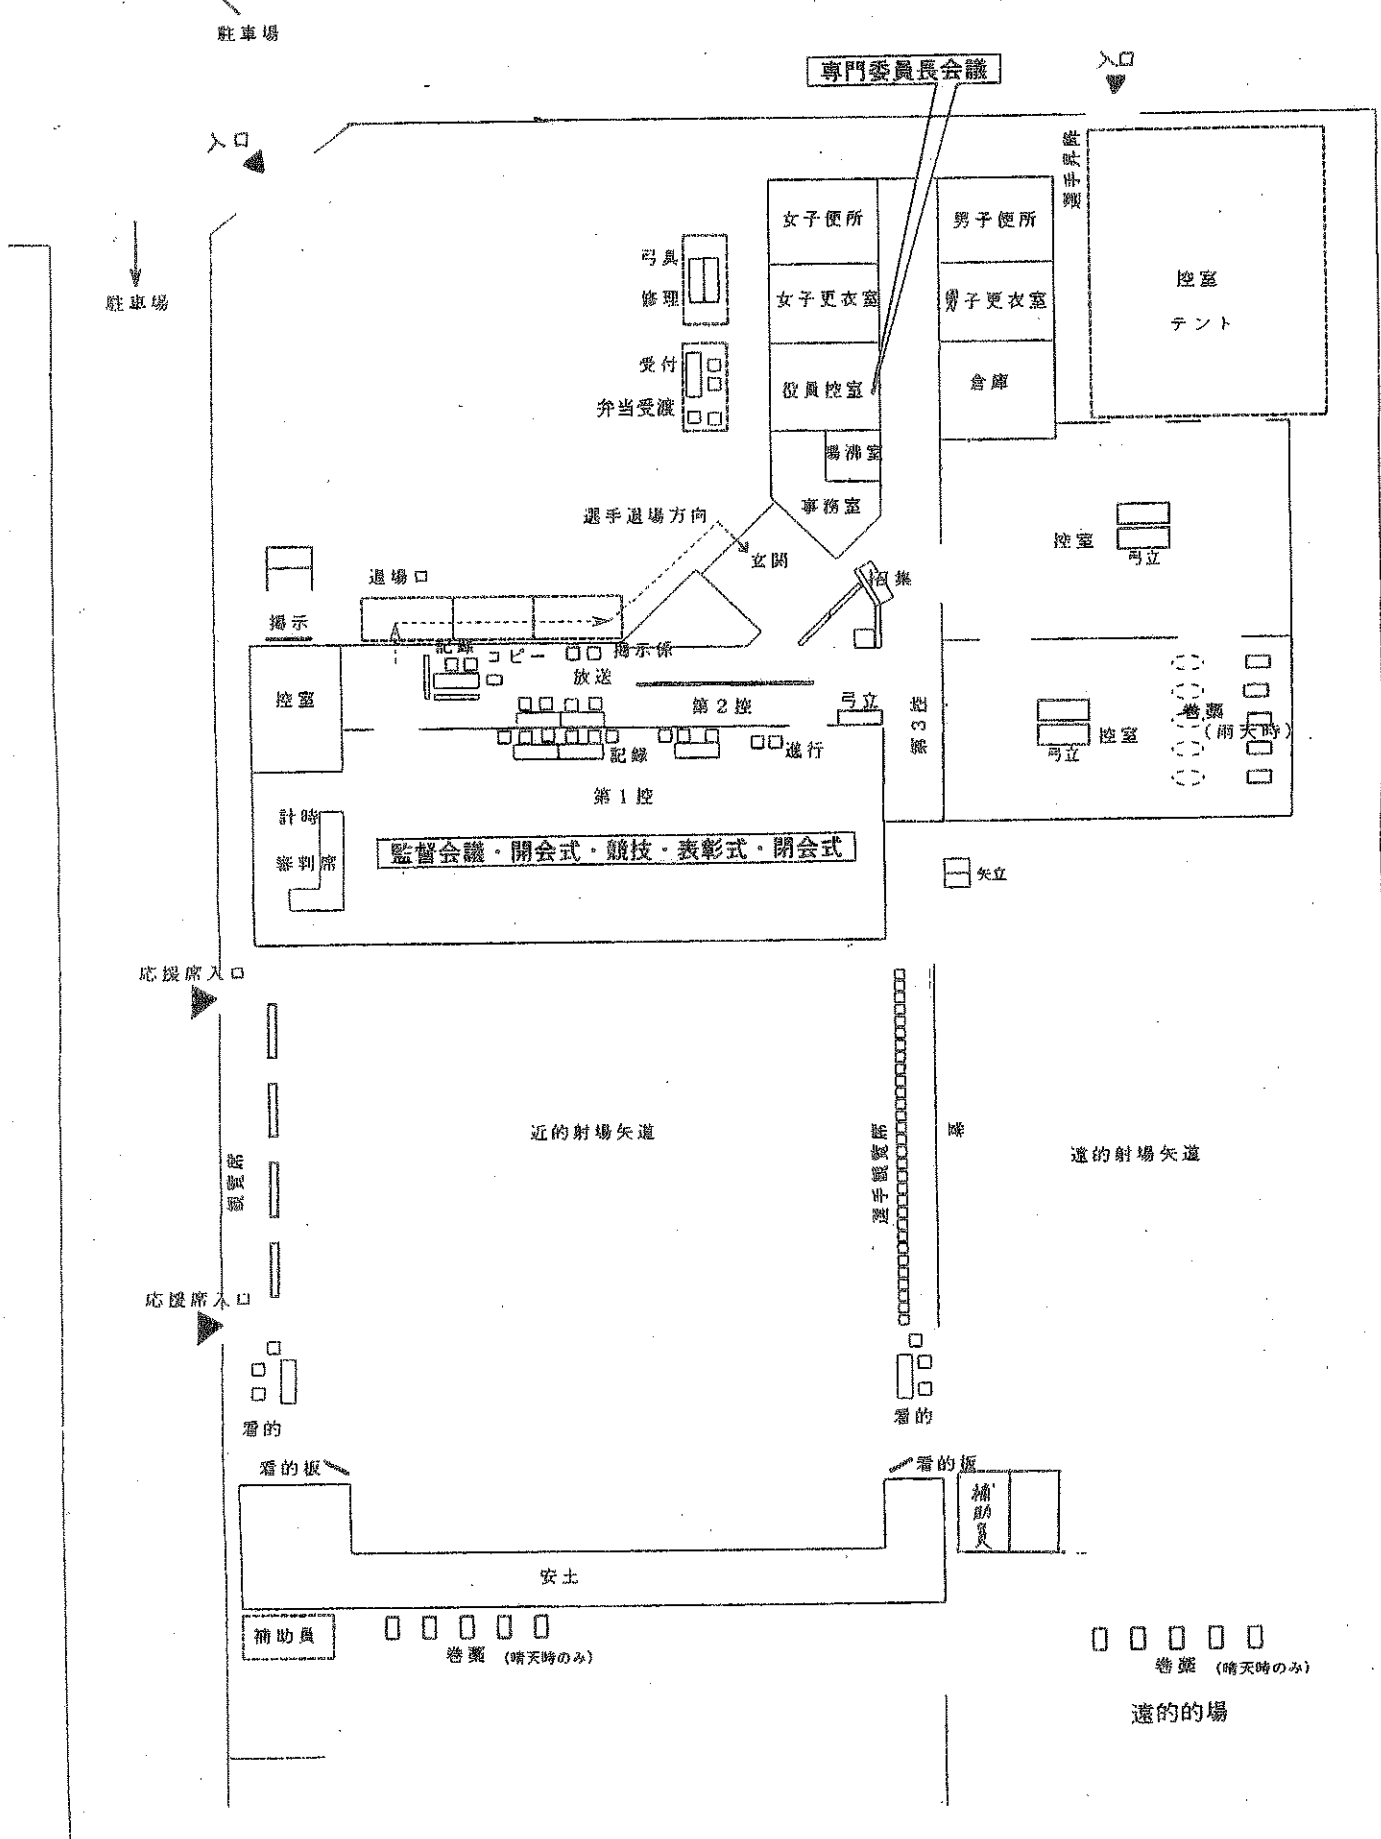 駐車場
専門委員長会議
入口
入口
選手昇降
女子便所
男子便所
弓具
修理
控室
テント
駐車場
女子更衣室
男子更衣室
受付
役員控室
倉庫
弁当受渡
湯沸室
事務室
選手退場方向
控室
弓立
玄関
退場口
招集
掲示
記録
コピー
掲示係
放送
控室
第2控
弓立
第3控
巻藁
(雨天時)
控室
弓立
記録
進行
第1控
計時
審判席
監督会議・開会式・競技・表彰式・閉会式
矢立
応援席入口
近的射場矢道
選手観覧席
遠的射場矢道
観覧席
応援席入口
看的
看的
看的板
看的板
補助員
安土
補助員
巻藁 (晴天時のみ)
巻藁 (晴天時のみ)
遠的的場